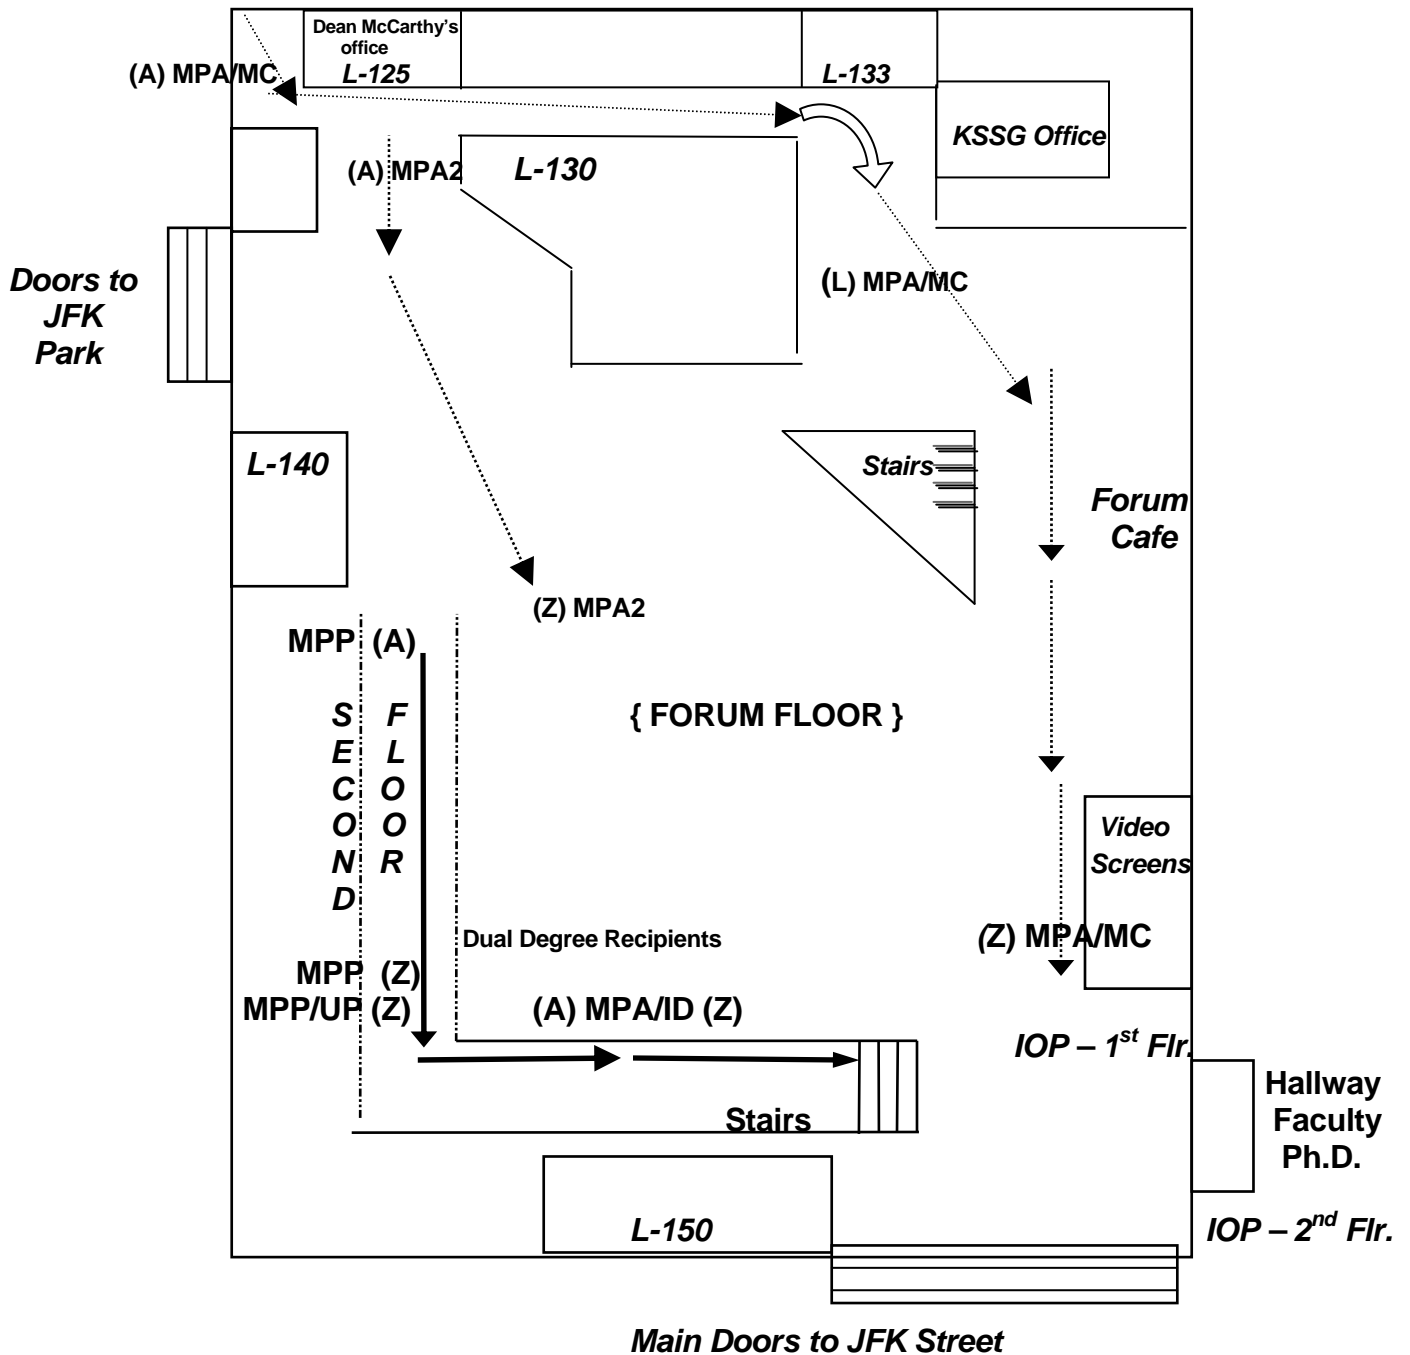 Dean McCarthy's
office
L-125
L-133
(A) MPA/MC
KSSG Office
(A) MPA2
L-130
Doors to
JFK
Park
(L) MPA/MC
L-140
Stairs
Forum
Cafe
(Z) MPA2
MPP (A)
SECOND
FLOOR
{ FORUM FLOOR }
Video
Screens
Dual Degree Recipients
(Z) MPA/MC
MPP (Z)
MPP/UP (Z)
(A) MPA/ID (Z)
IOP – 1st Flr.
Hallway
Faculty
Ph.D.
Stairs
L-150
IOP – 2nd Flr.
Main Doors to JFK Street